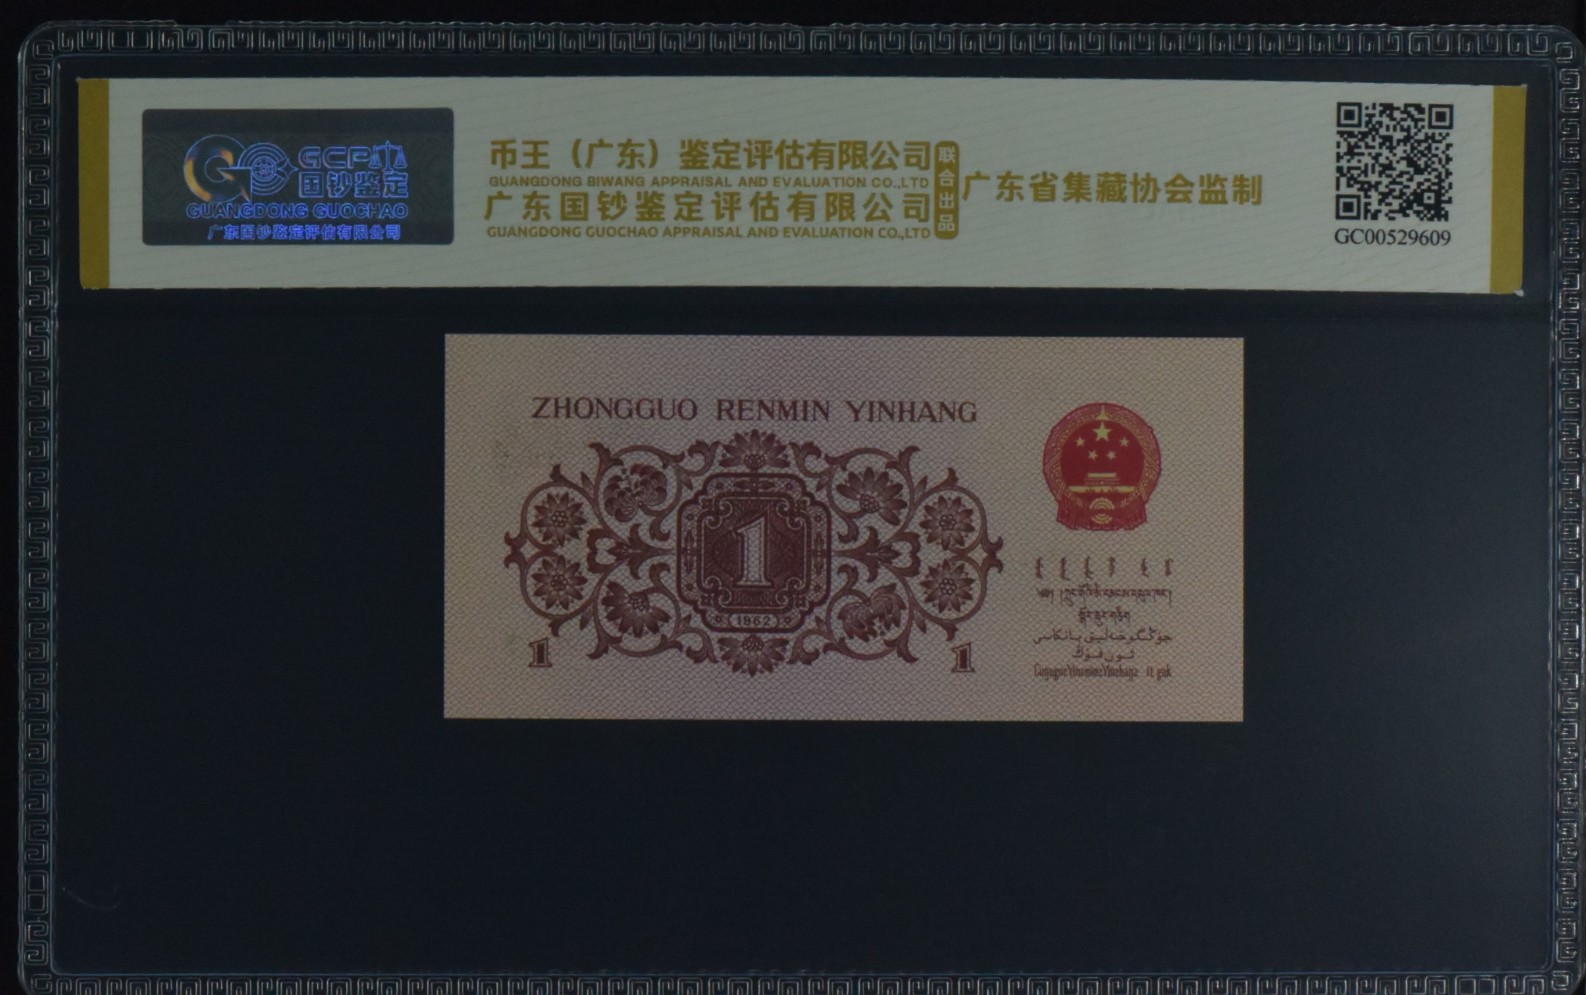 GCP
国钞鉴定
GUANGDONG GUOCHAO
广东国钞鉴定评估有限公司
币王（广东）鉴定评估有限公司
GUANGDONG BIWANG APPRAISAL AND EVALUATION CO.,LTD
广东国钞鉴定评估有限公司
GUANGDONG GUOCHAO APPRAISAL AND EVALUATION CO.,LTD
联合出品
广东省集藏协会监制
GC00529609
ZHONGGUO RENMIN YINHANG
1
1962
1
1